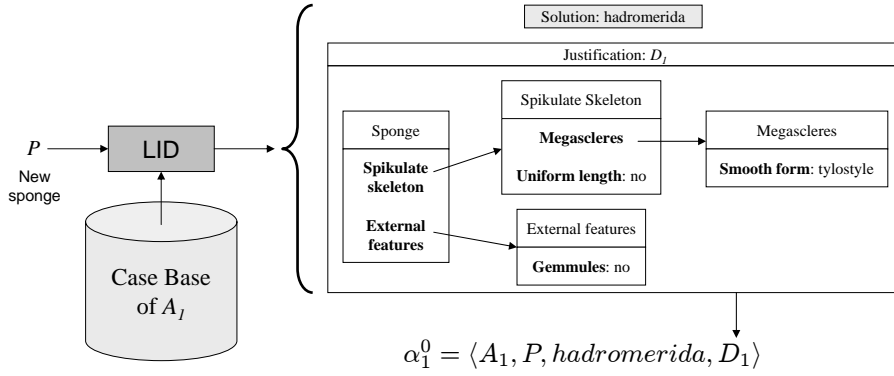 Solution: hadromerida
Justification: D1
Spikulate Skeleton
Megascleres
Uniform length: no
Megascleres
Smooth form: tylostyle
Sponge
Spikulate
skeleton
External
features
External features
Gemmules: no
P
New
sponge
LID
Case Base
of A1
α₁⁰ = ⟨A₁, P, hadromerida, D₁⟩